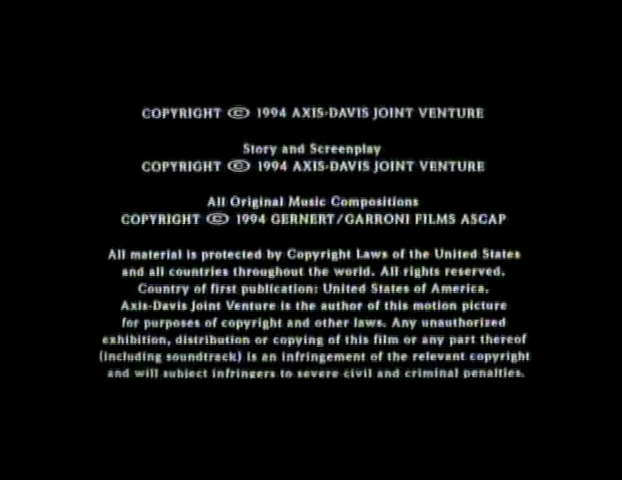 COPYRIGHT © 1994 AXIS-DAVIS JOINT VENTURE
Story and Screenplay
COPYRIGHT © 1994 AXIS-DAVIS JOINT VENTURE
All Original Music Compositions
COPYRIGHT © 1994 GERNERT/GARRONI FILMS ASCAP
All material is protected by Copyright Laws of the United States
and all countries throughout the world. All rights reserved.
Country of first publication: United States of America.
Axis-Davis Joint Venture is the author of this motion picture
for purposes of copyright and other laws. Any unauthorized
exhibition, distribution or copying of this film or any part thereof
(including soundtrack) is an infringement of the relevant copyright
and will subject infringers to severe civil and criminal penalties.